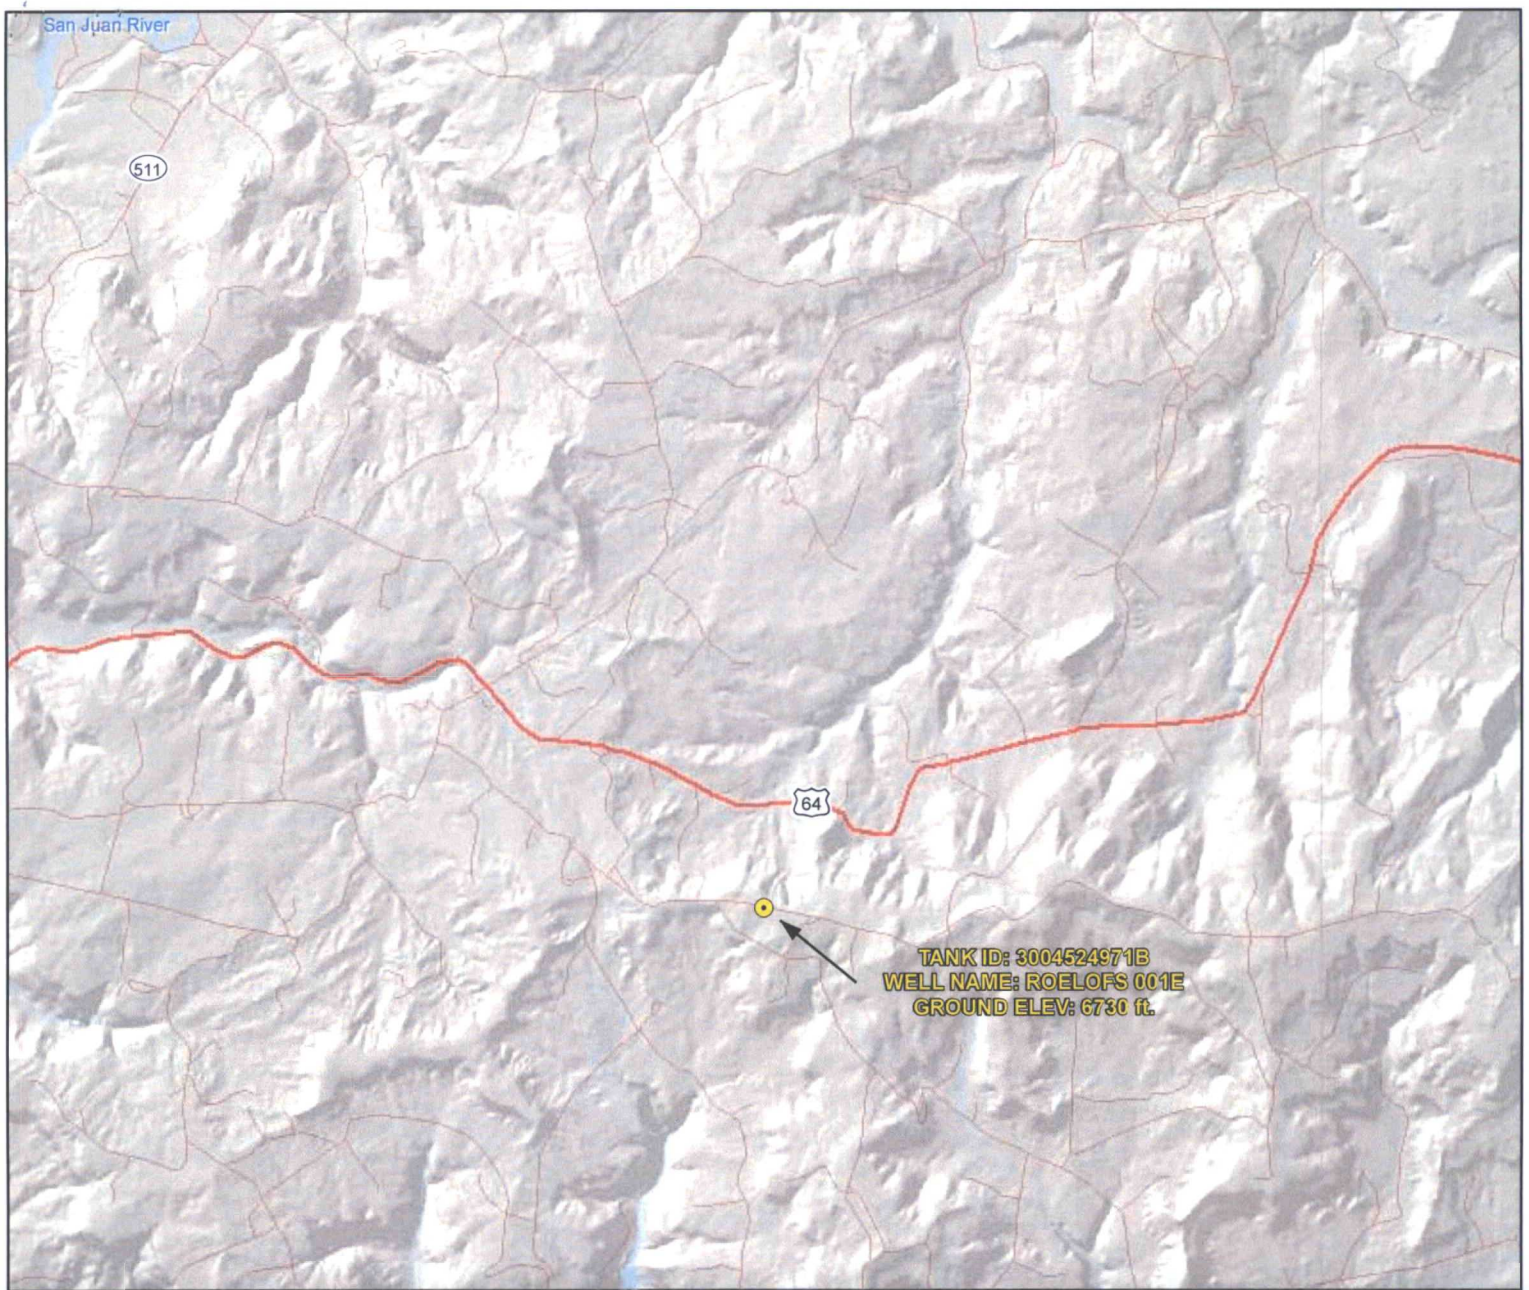 San Juan River
511
64
TANK ID: 3004524971B
WELL NAME: ROELOFS 001E
GROUND ELEV: 6730 ft.